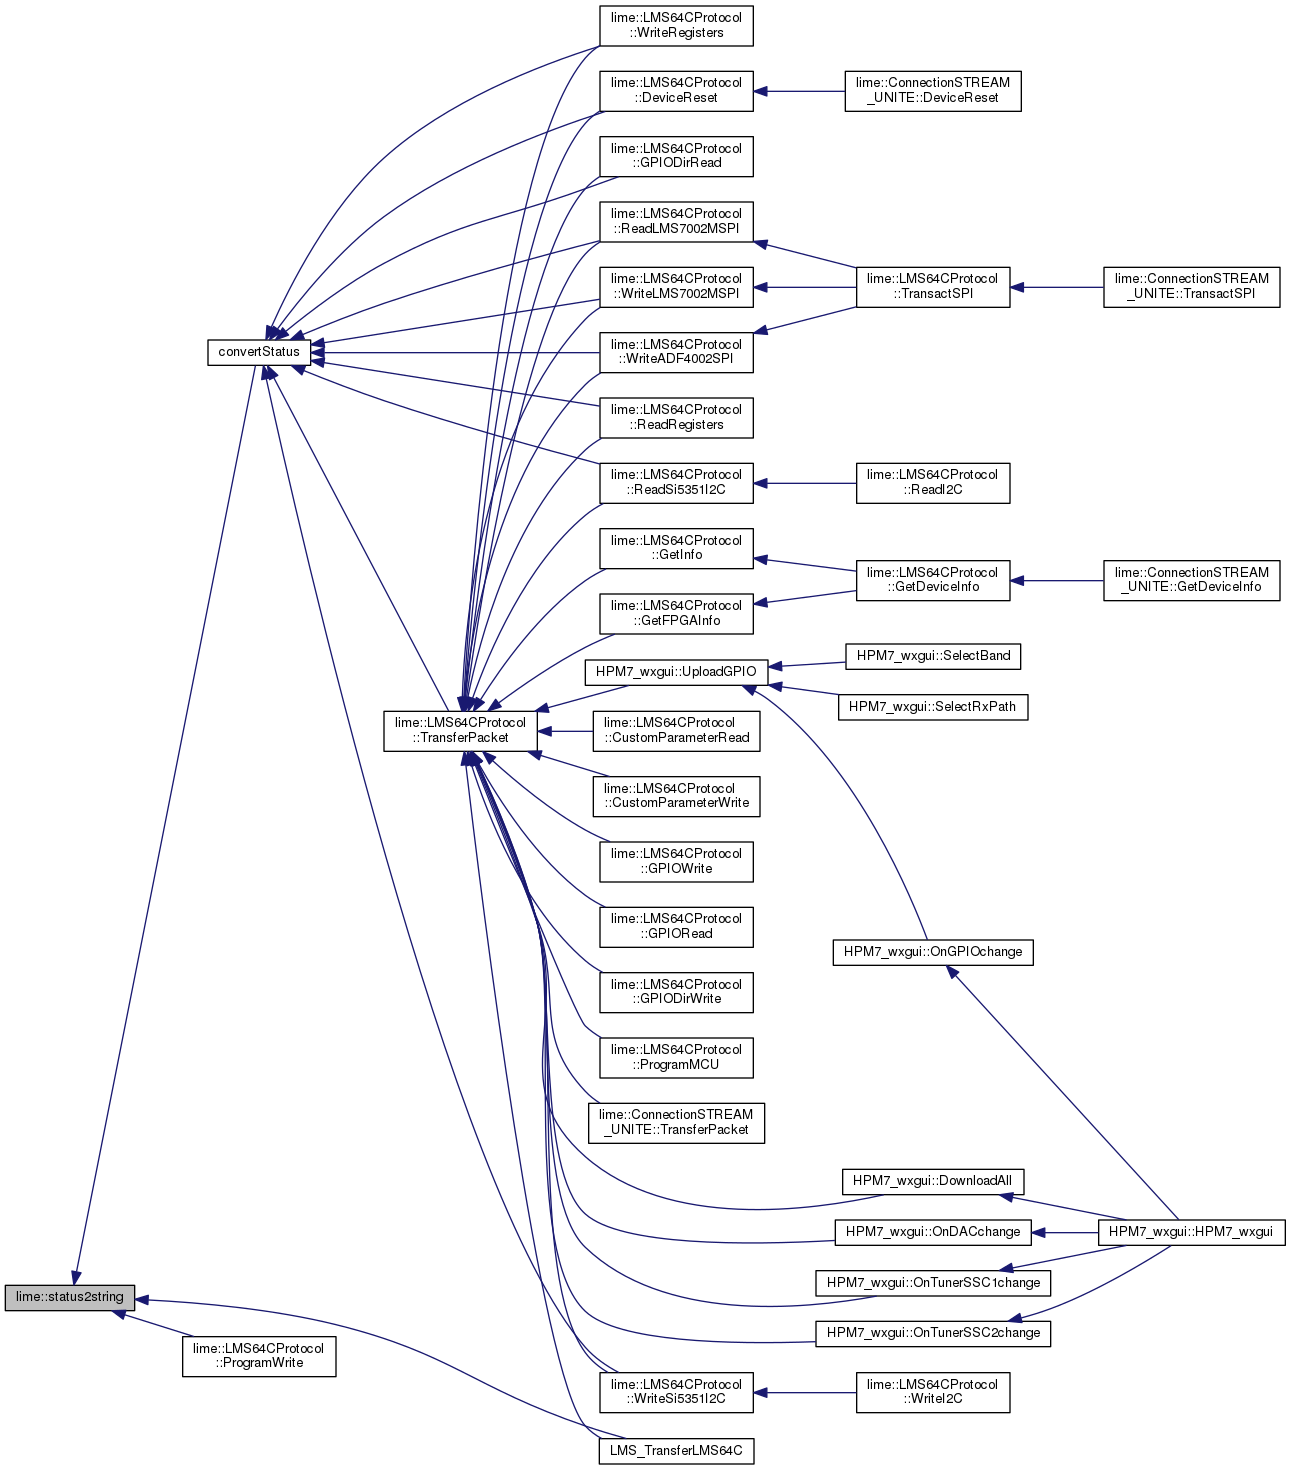 lime::LMS64CProtocol
::WriteRegisters
lime::LMS64CProtocol
::DeviceReset
lime::ConnectionSTREAM
_UNITE::DeviceReset
lime::LMS64CProtocol
::GPIODirRead
lime::LMS64CProtocol
::ReadLMS7002MSPI
lime::LMS64CProtocol
::WriteLMS7002MSPI
lime::LMS64CProtocol
::TransactSPI
lime::ConnectionSTREAM
_UNITE::TransactSPI
convertStatus
lime::LMS64CProtocol
::WriteADF4002SPI
lime::LMS64CProtocol
::ReadRegisters
lime::LMS64CProtocol
::ReadSi5351I2C
lime::LMS64CProtocol
::ReadI2C
lime::LMS64CProtocol
::GetInfo
lime::LMS64CProtocol
::GetDeviceInfo
lime::ConnectionSTREAM
_UNITE::GetDeviceInfo
lime::LMS64CProtocol
::GetFPGAInfo
HPM7_wxgui::UploadGPIO
HPM7_wxgui::SelectBand
HPM7_wxgui::SelectRxPath
lime::LMS64CProtocol
::TransferPacket
lime::LMS64CProtocol
::CustomParameterRead
lime::LMS64CProtocol
::CustomParameterWrite
lime::LMS64CProtocol
::GPIOWrite
lime::LMS64CProtocol
::GPIORead
HPM7_wxgui::OnGPIOchange
lime::LMS64CProtocol
::GPIODirWrite
lime::LMS64CProtocol
::ProgramMCU
lime::ConnectionSTREAM
_UNITE::TransferPacket
HPM7_wxgui::DownloadAll
HPM7_wxgui::OnDACchange
HPM7_wxgui::HPM7_wxgui
HPM7_wxgui::OnTunerSSC1change
lime::status2string
HPM7_wxgui::OnTunerSSC2change
lime::LMS64CProtocol
::ProgramWrite
lime::LMS64CProtocol
::WriteSi5351I2C
lime::LMS64CProtocol
::WriteI2C
LMS_TransferLMS64C